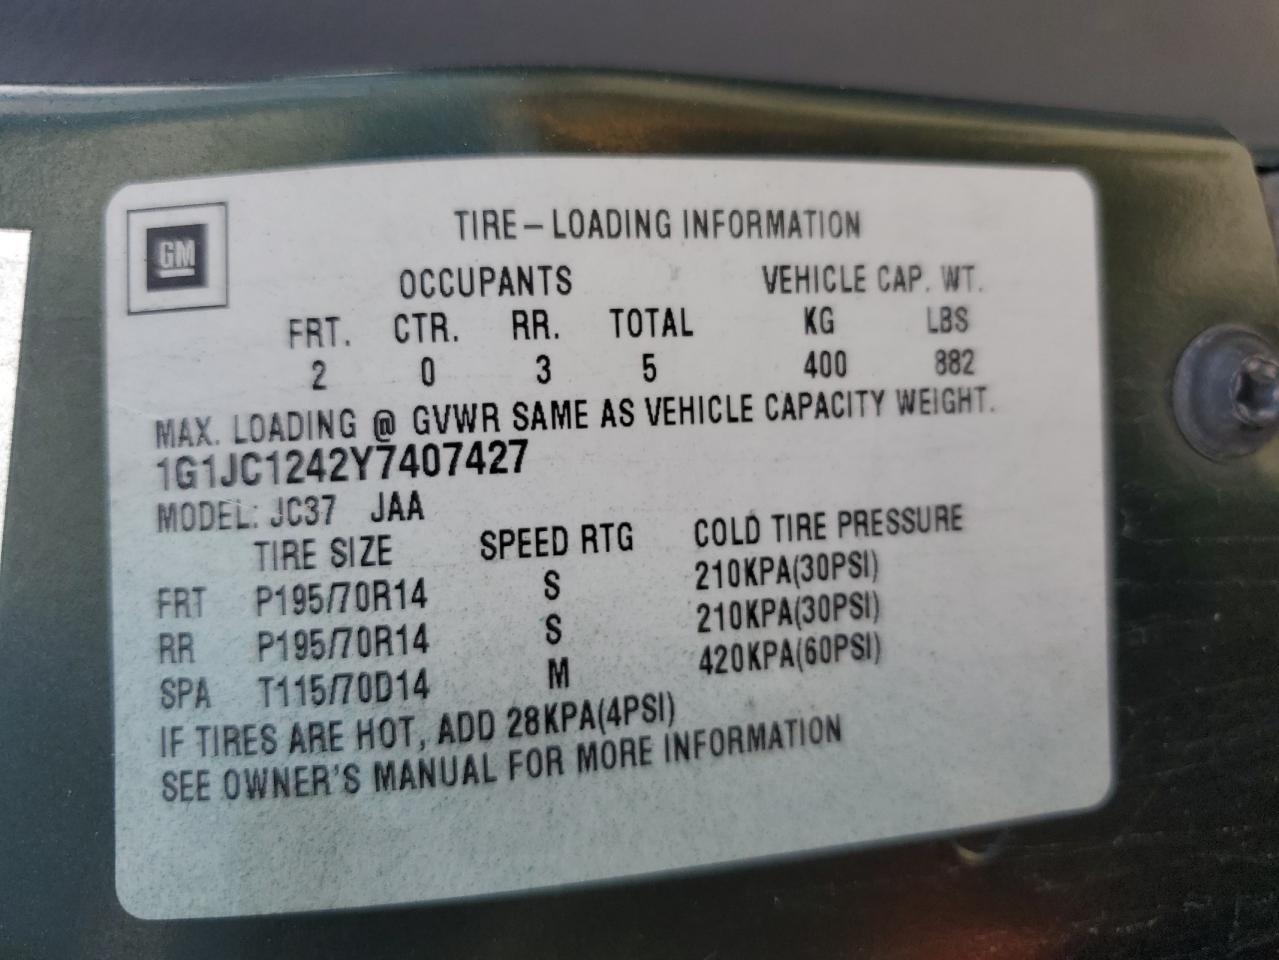 GM
TIRE-LOADING INFORMATION
OCCUPANTS VEHICLE CAP. WT.
FRT. CTR. RR. TOTAL KG LBS
2 0 3 5 400 882
MAX. LOADING @ GVWR SAME AS VEHICLE CAPACITY WEIGHT.
1G1JC1242Y7407427
MODEL: JC37 JAA
TIRE SIZE SPEED RTG COLD TIRE PRESSURE
FRT P195/70R14 S 210KPA(30PSI)
RR P195/70R14 S 210KPA(30PSI)
SPA T115/70D14 M 420KPA(60PSI)
IF TIRES ARE HOT, ADD 28KPA(4PSI)
SEE OWNER'S MANUAL FOR MORE INFORMATION